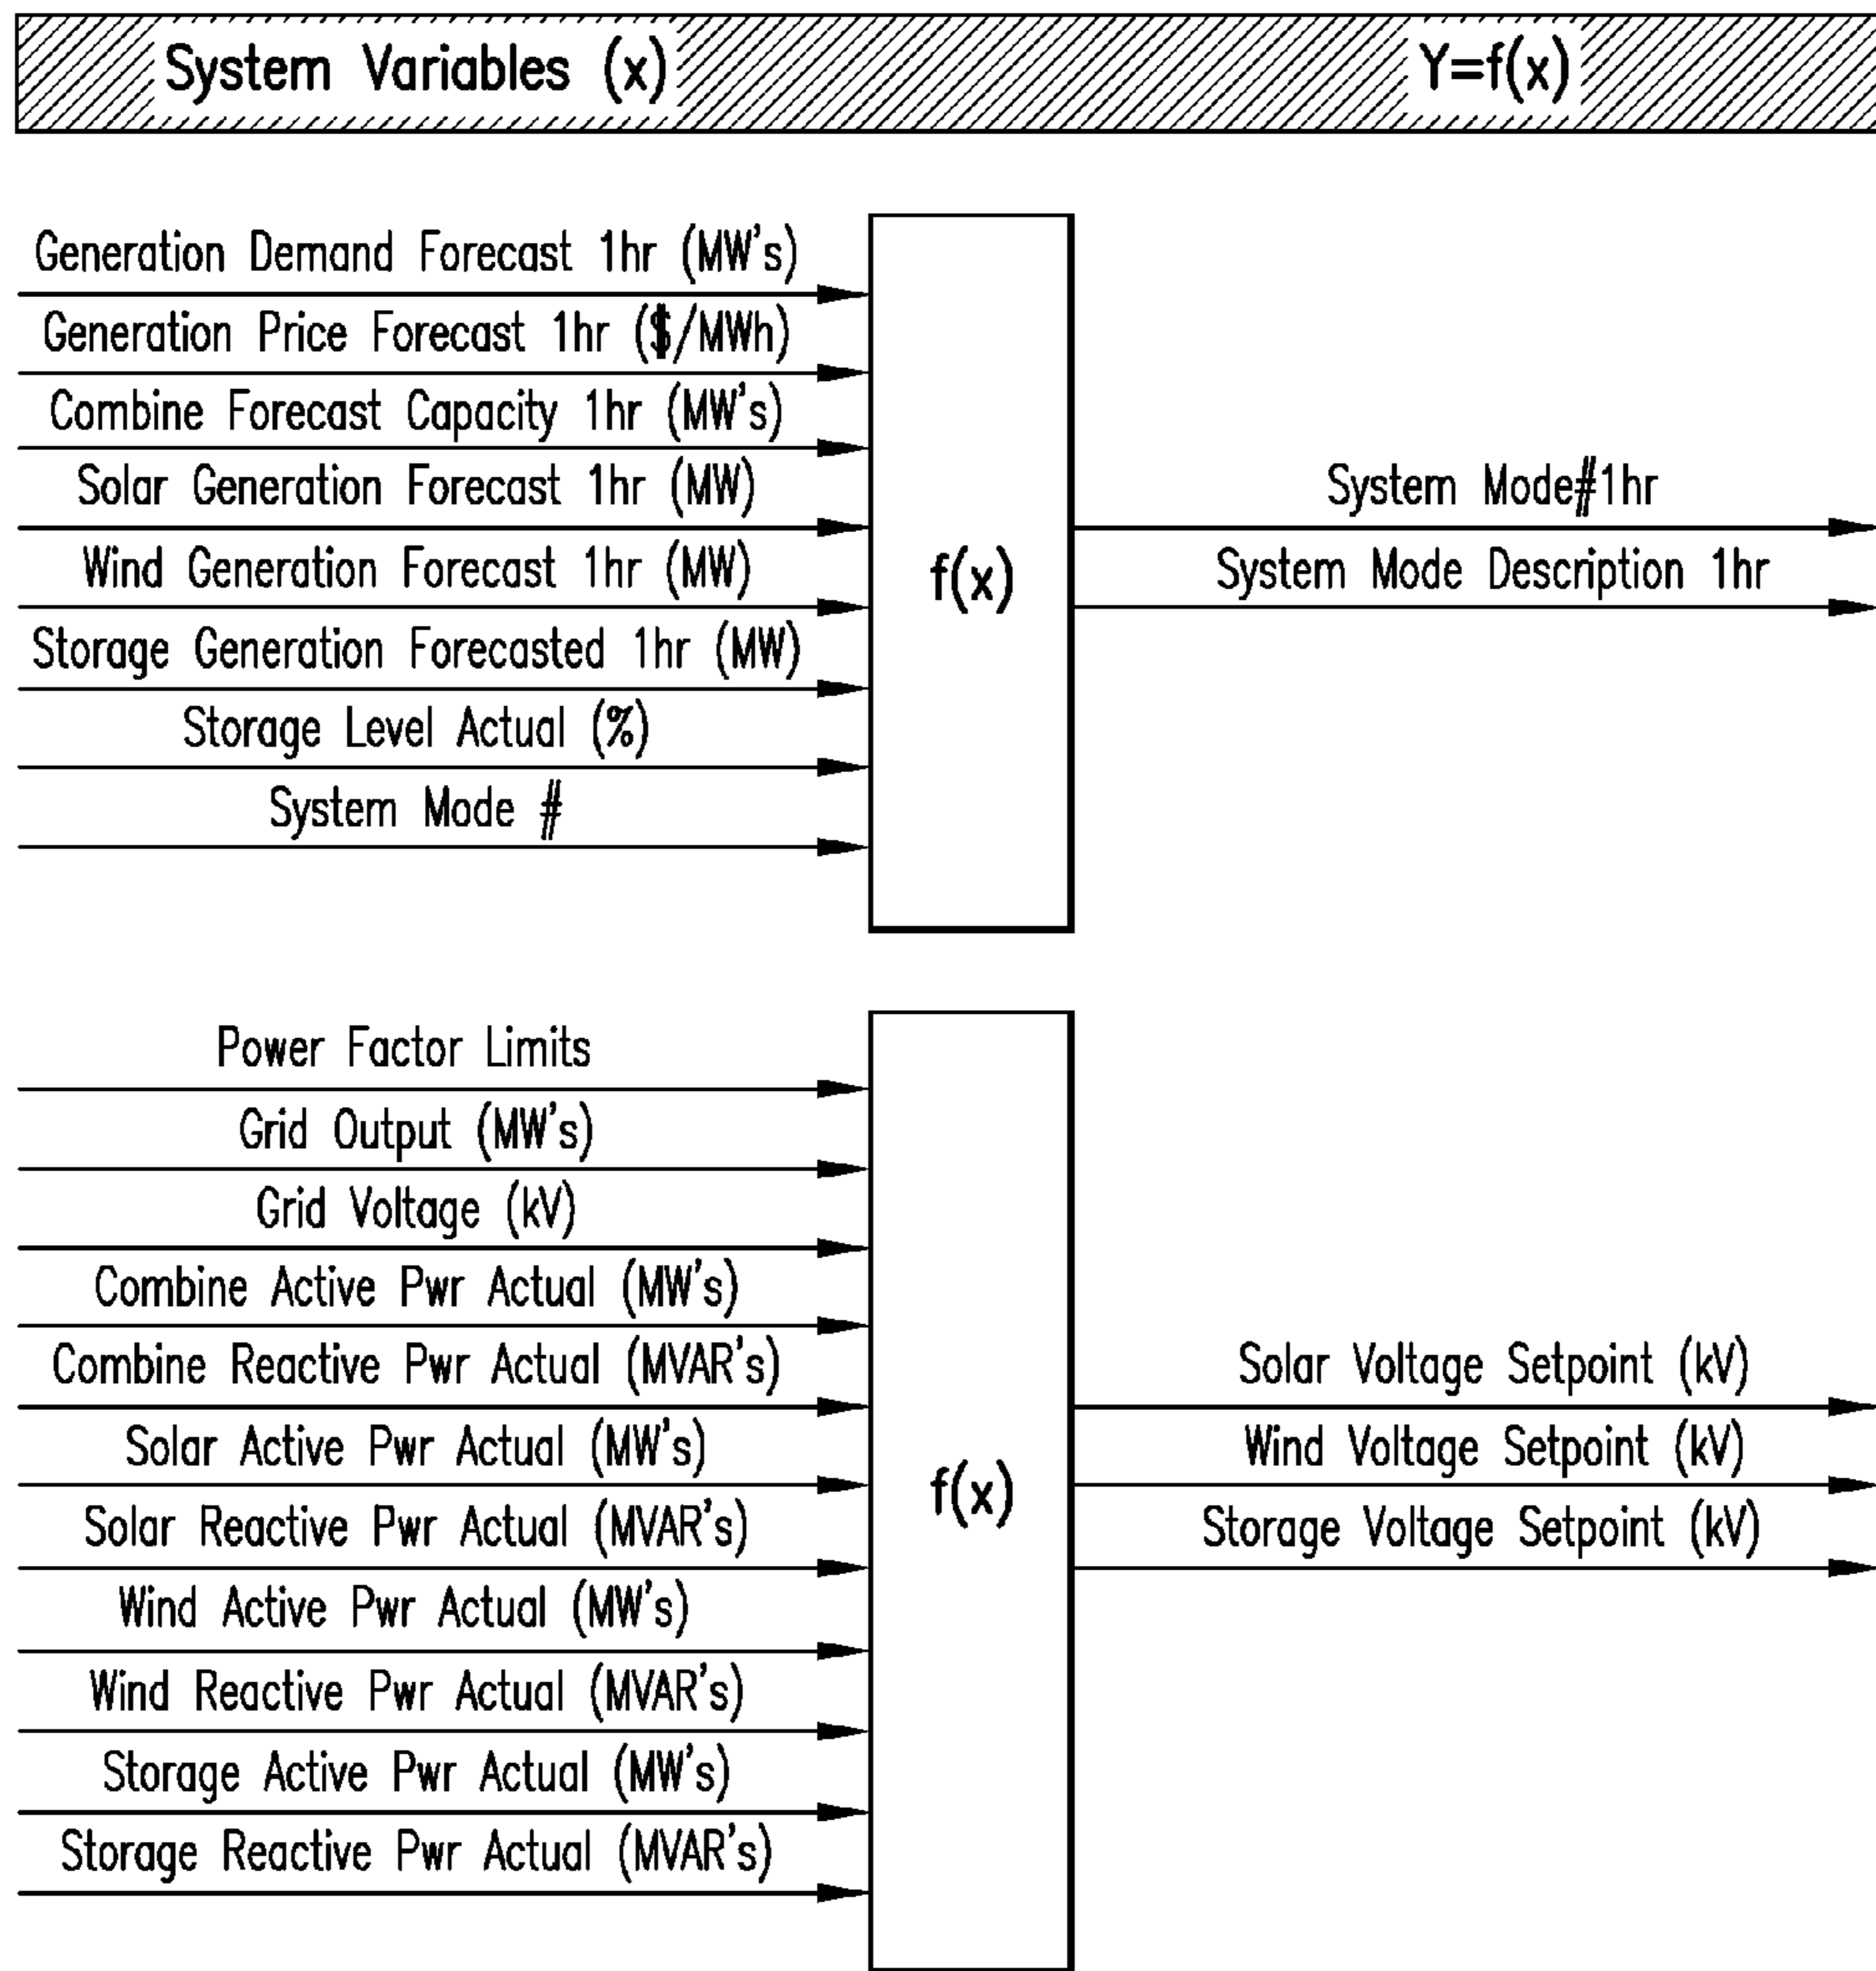 System Variables (x)
Y=f(x)
Generation Demand Forecast 1hr (MW's)
Generation Price Forecast 1hr ($/MWh)
Combine Forecast Capacity 1hr (MW's)
Solar Generation Forecast 1hr (MW)
Wind Generation Forecast 1hr (MW)
Storage Generation Forecasted 1hr (MW)
Storage Level Actual (%)
System Mode #
f(x)
System Mode#1hr
System Mode Description 1hr
Power Factor Limits
Grid Output (MW's)
Grid Voltage (kV)
Combine Active Pwr Actual (MW's)
Combine Reactive Pwr Actual (MVAR's)
Solar Active Pwr Actual (MW's)
Solar Reactive Pwr Actual (MVAR's)
Wind Active Pwr Actual (MW's)
Wind Reactive Pwr Actual (MVAR's)
Storage Active Pwr Actual (MW's)
Storage Reactive Pwr Actual (MVAR's)
f(x)
Solar Voltage Setpoint (kV)
Wind Voltage Setpoint (kV)
Storage Voltage Setpoint (kV)